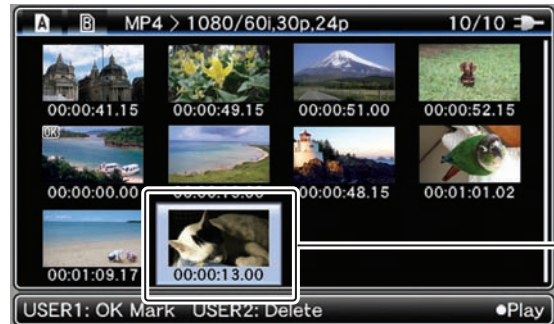 A B MP4 > 1080/60i,30p,24p 10/10
00:00:41.15 00:00:49.15 00:00:51.00 00:00:52.15
OK
00:00:00.00 00:00:48.15 00:01:01.02
00:01:09.17 00:00:13.00
USER1: OK Mark USER2: Delete ●Play